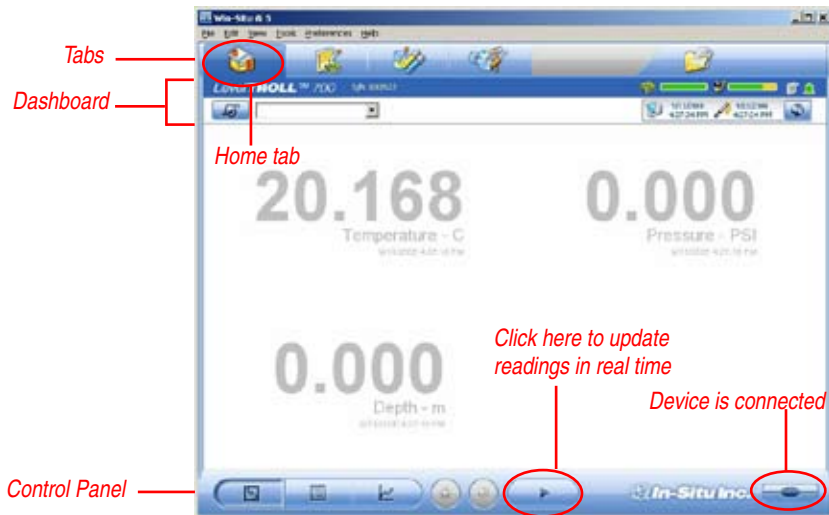 Win-Situ ® 5
File Edit View Tools Preferences Help
Tabs
LevelTROLL™ 700
Dashboard
Home tab
20.168
Temperature - C
0.000
Pressure - PSI
0.000
Depth - m
Click here to update
readings in real time
Device is connected
Control Panel
In-Situ Inc.